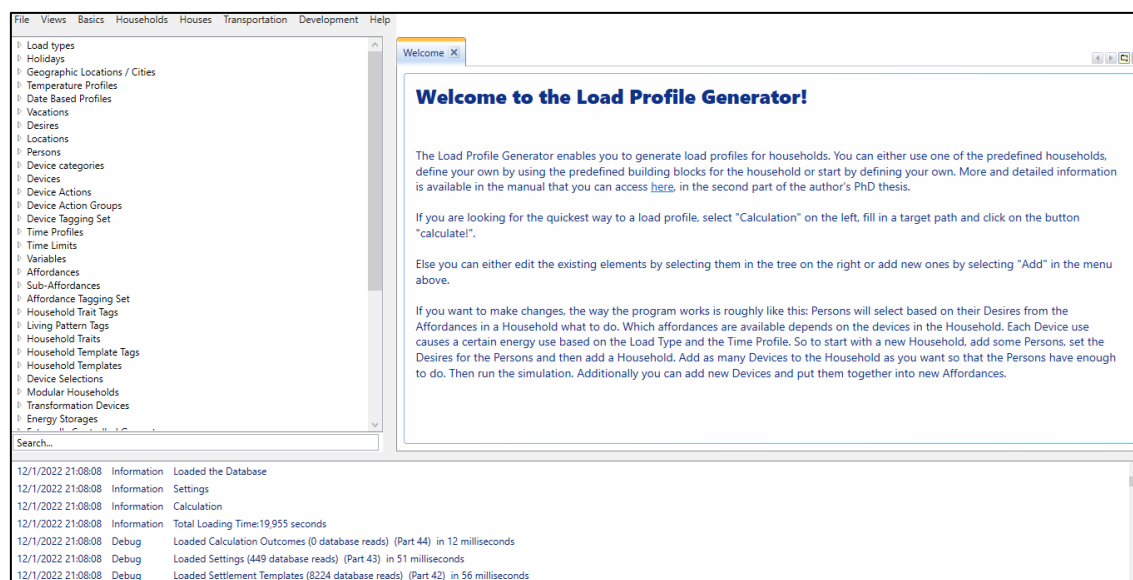 File Views Basics Households Houses Transportation Development Help
Load types
Holidays
Geographic Locations / Cities
Temperature Profiles
Date Based Profiles
Vacations
Desires
Locations
Persons
Device categories
Devices
Device Actions
Device Action Groups
Device Tagging Set
Time Profiles
Time Limits
Variables
Affordances
Sub-Affordances
Affordance Tagging Set
Household Trait Tags
Living Pattern Tags
Household Traits
Household Template Tags
Household Templates
Device Selections
Modular Households
Transformation Devices
Energy Storages
Search...
Welcome
Welcome to the Load Profile Generator!
The Load Profile Generator enables you to generate load profiles for households. You can either use one of the predefined households,
define your own by using the predefined building blocks for the household or start by defining your own. More and detailed information
is available in the manual that you can access here, in the second part of the author's PhD thesis.
If you are looking for the quickest way to a load profile, select "Calculation" on the left, fill in a target path and click on the button
"calculate!".
Else you can either edit the existing elements by selecting them in the tree on the right or add new ones by selecting "Add" in the menu
above.
If you want to make changes, the way the program works is roughly like this: Persons will select based on their Desires from the
Affordances in a Household what to do. Which affordances are available depends on the devices in the Household. Each Device use
causes a certain energy use based on the Load Type and the Time Profile. So to start with a new Household, add some Persons, set the
Desires for the Persons and then add a Household. Add as many Devices to the Household as you want so that the Persons have enough
to do. Then run the simulation. Additionally you can add new Devices and put them together into new Affordances.
12/1/2022 21:08:08 Information Loaded the Database
12/1/2022 21:08:08 Information Settings
12/1/2022 21:08:08 Information Calculation
12/1/2022 21:08:08 Information Total Loading Time:19,955 seconds
12/1/2022 21:08:08 Debug Loaded Calculation Outcomes (0 database reads) (Part 44) in 12 milliseconds
12/1/2022 21:08:08 Debug Loaded Settings (449 database reads) (Part 43) in 51 milliseconds
12/1/2022 21:08:08 Debug Loaded Settlement Templates (8224 database reads) (Part 42) in 56 milliseconds